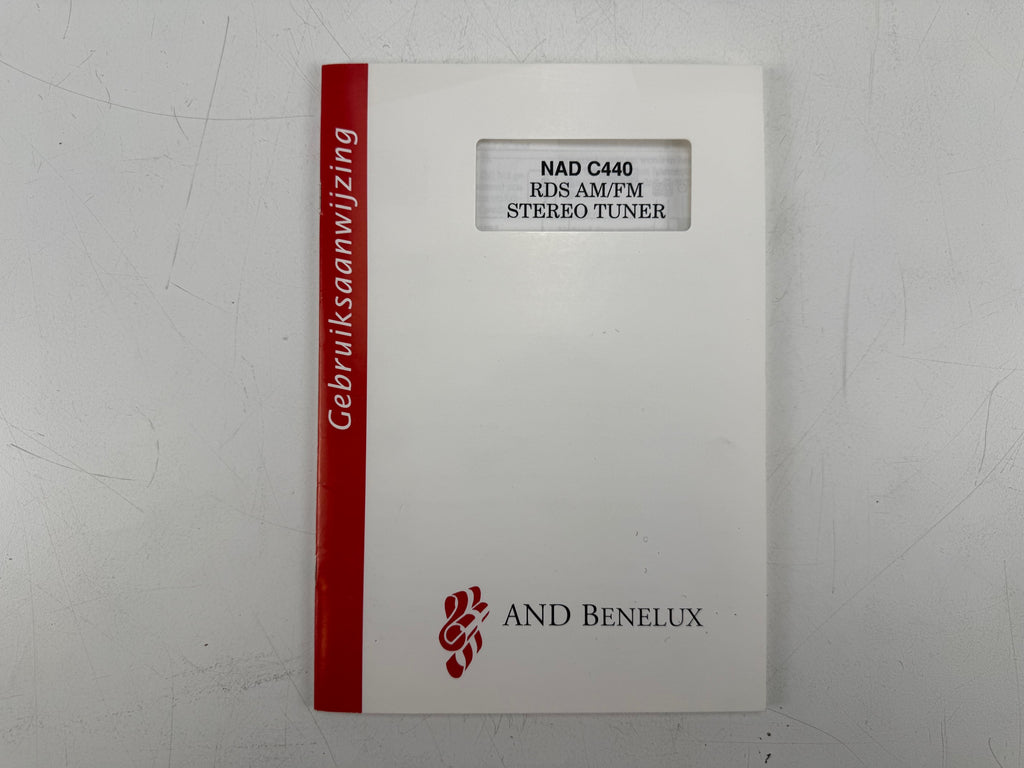 Gebruiksaanwijzing
NAD C440
RDS AM/FM
STEREO TUNER
AND BENELUX